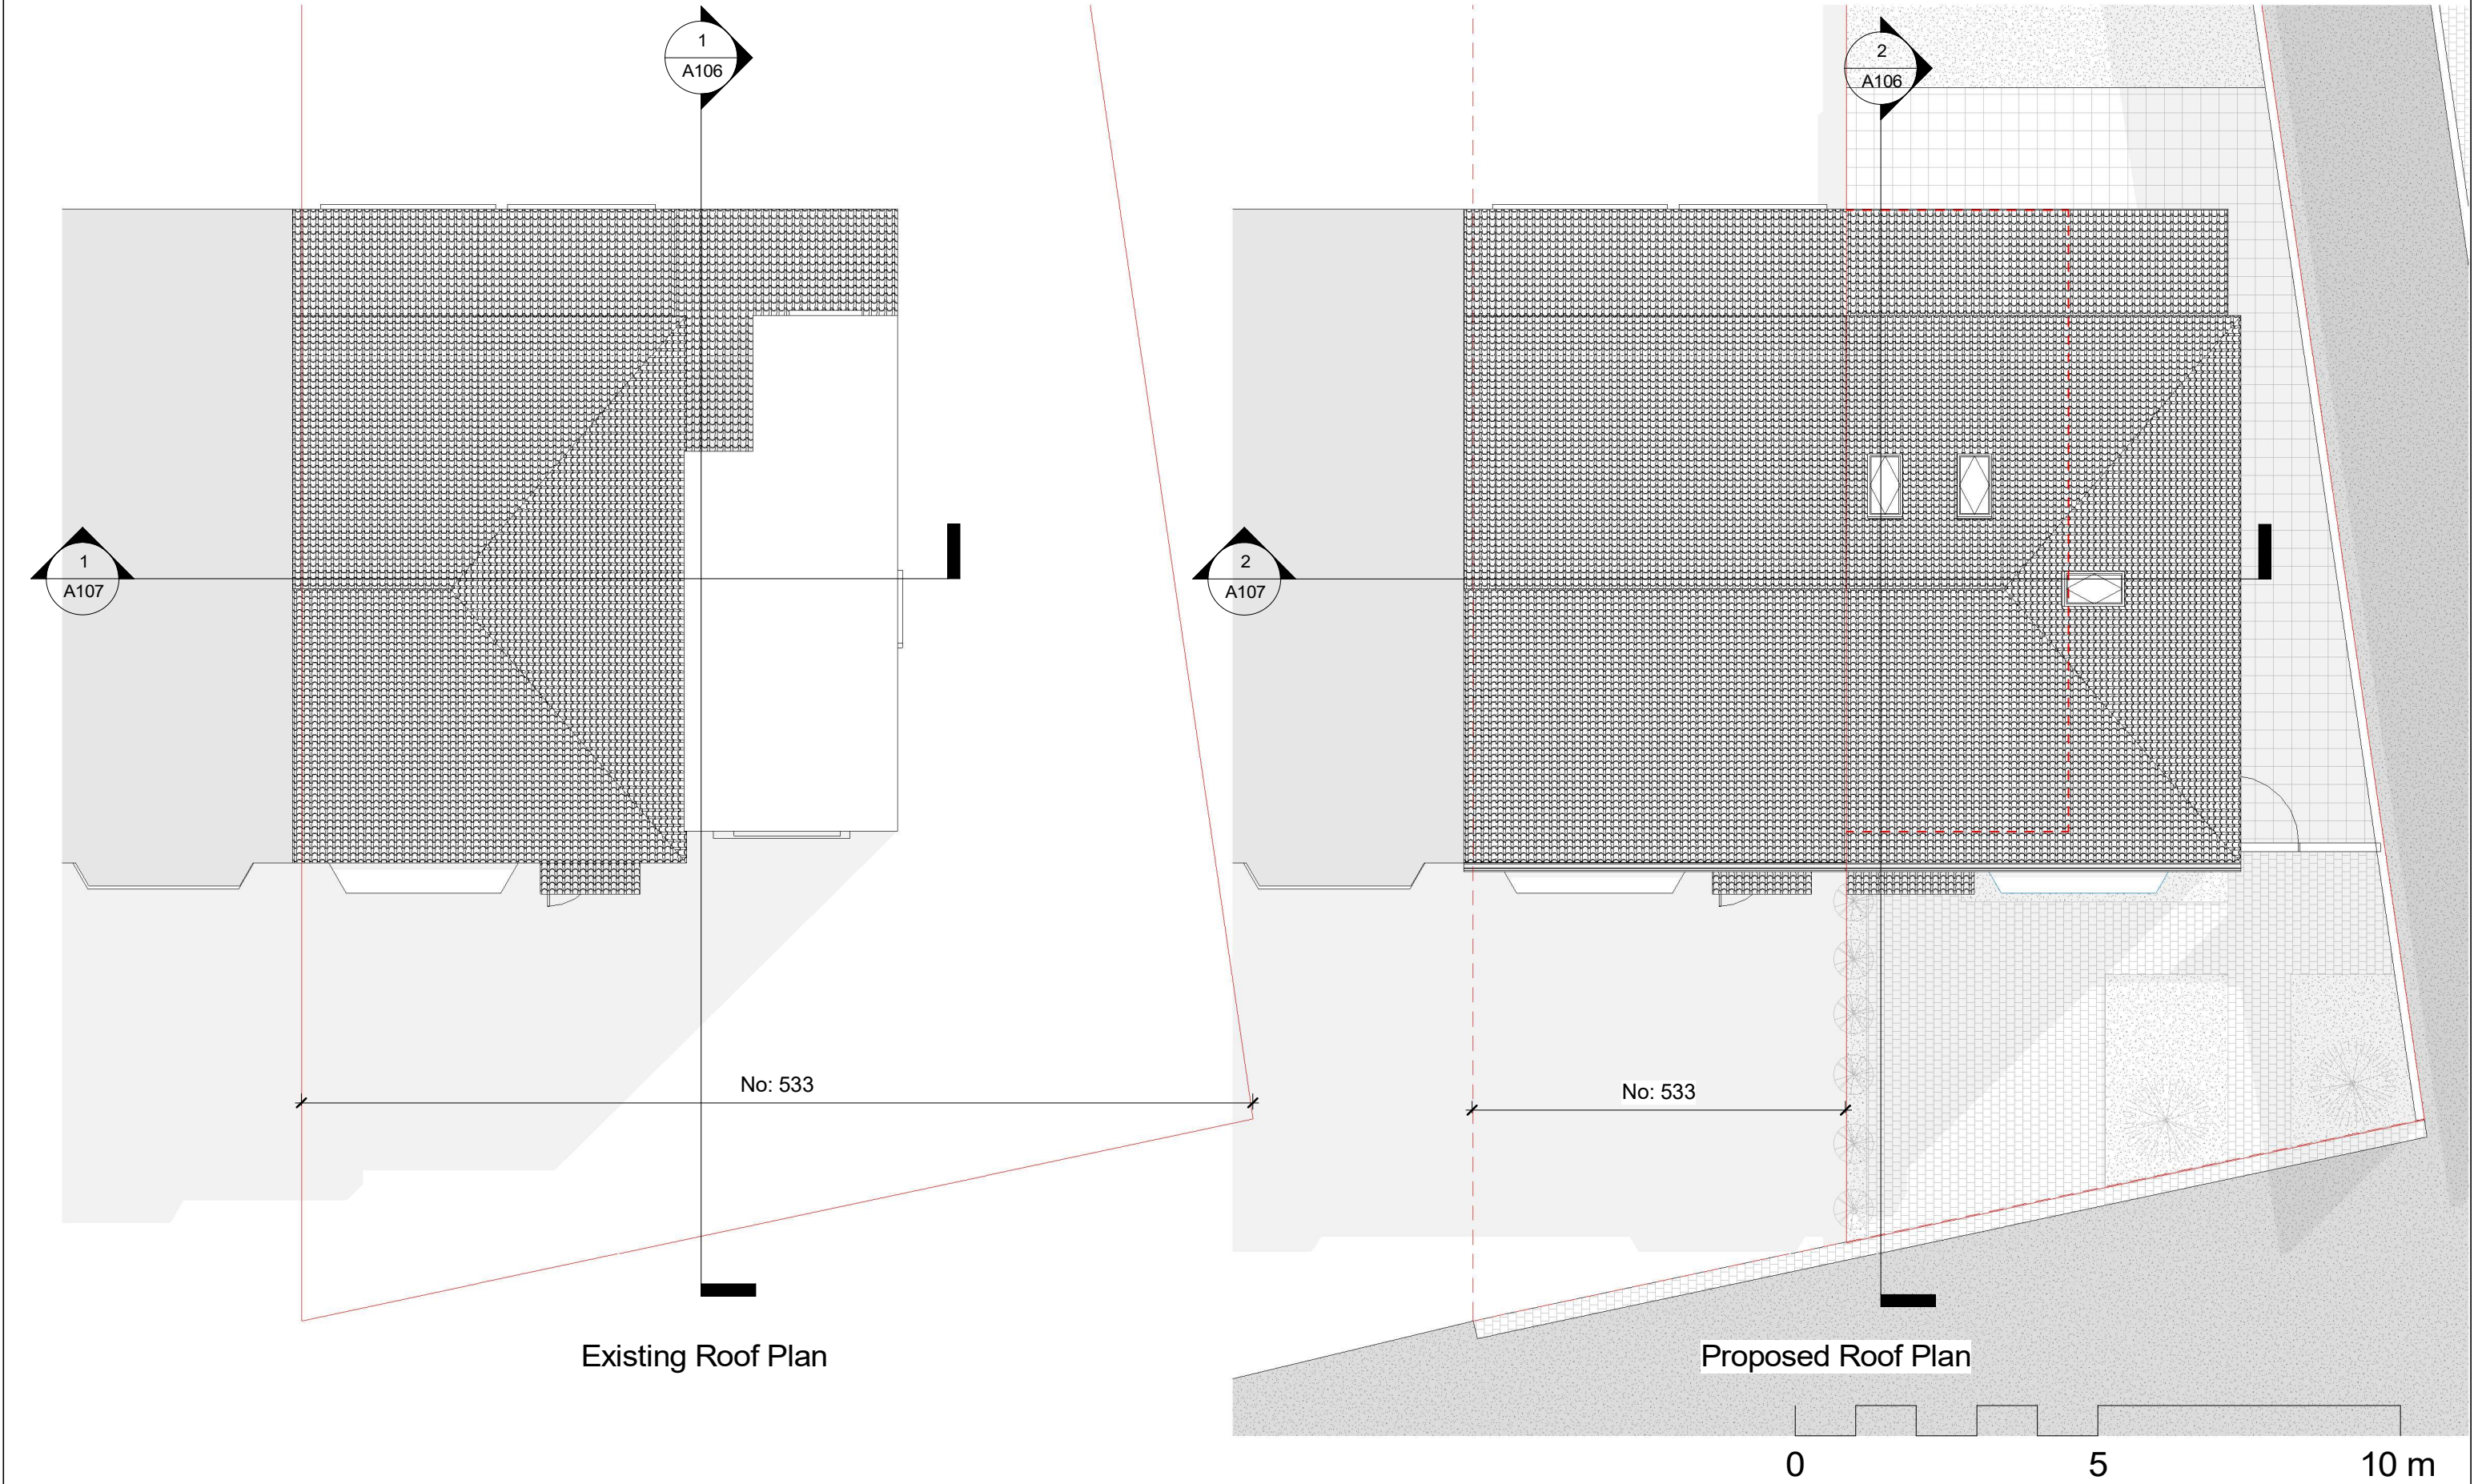 1
A106
2
A106
1
A107
2
A107
No: 533
No: 533
Existing Roof Plan
Proposed Roof Plan
0 5 10 m